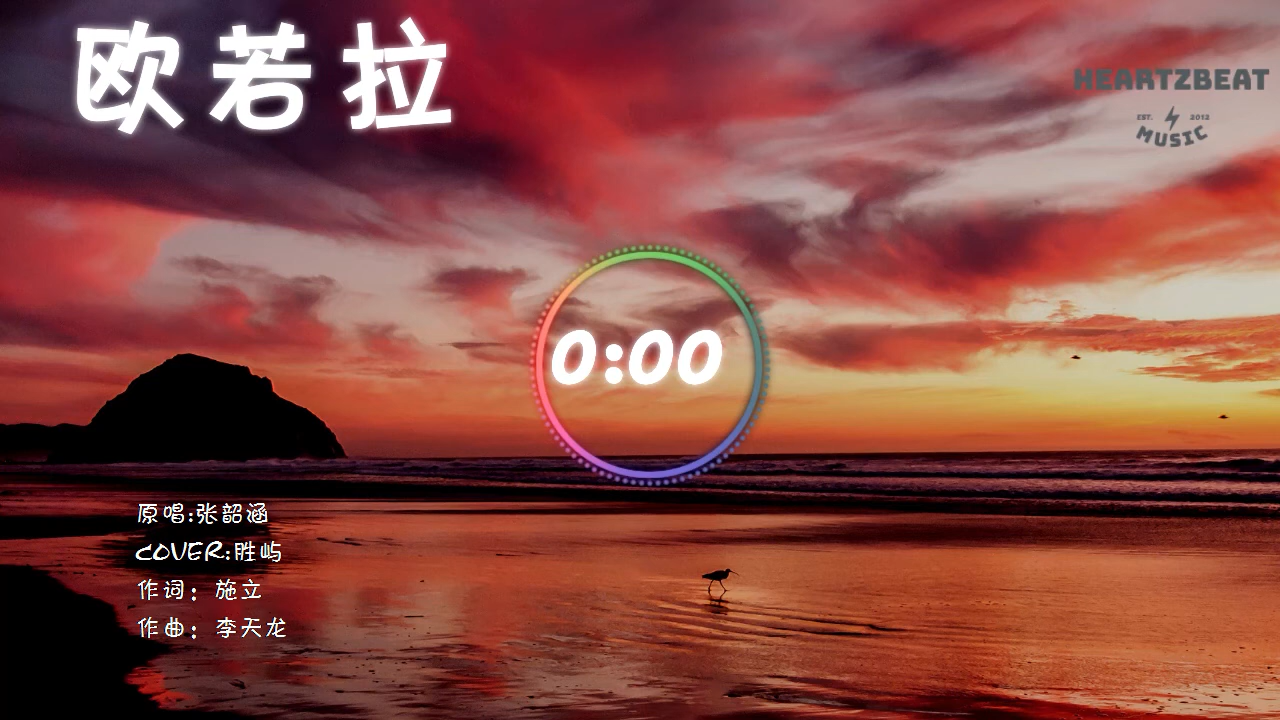 欧若拉
HEARTZBEAT
EST. 2012
MUSIC
0:00
原唱:张韶涵
COVER:胜屿
作词：施立
作曲：李天龙